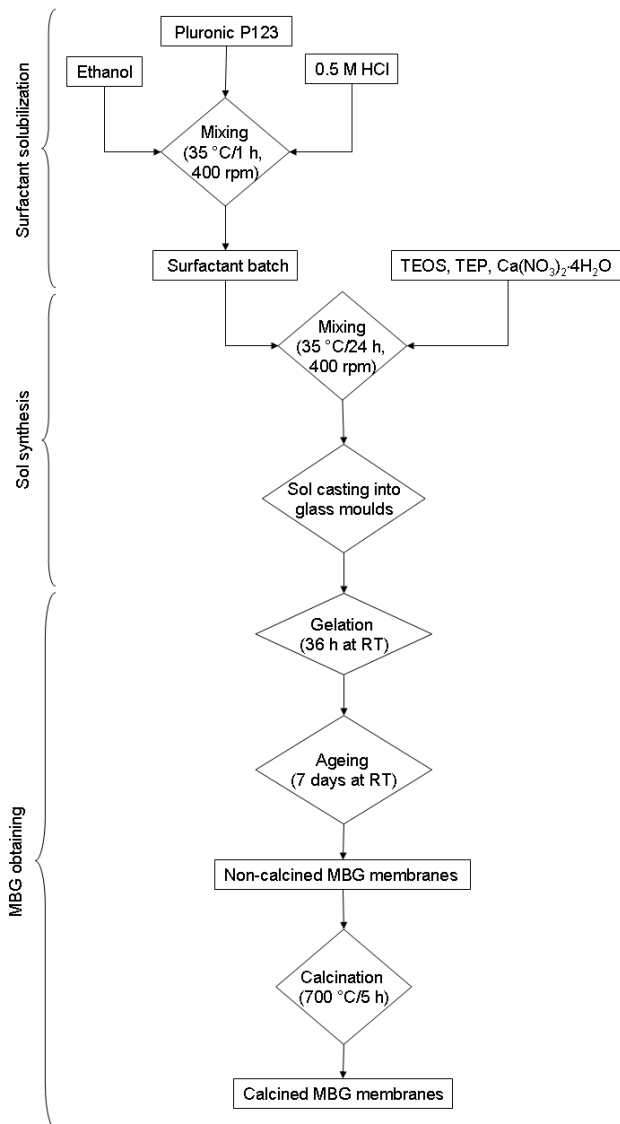 Surfactant solubilization
Pluronic P123
Ethanol
0.5 M HCl
Mixing
(35 °C/1 h,
400 rpm)
Surfactant batch
TEOS, TEP, Ca(NO₃)₂·4H₂O
Sol synthesis
Mixing
(35 °C/24 h,
400 rpm)
Sol casting into
glass moulds
MBG obtaining
Gelation
(36 h at RT)
Ageing
(7 days at RT)
Non-calcined MBG membranes
Calcination
(700 °C/5 h)
Calcined MBG membranes